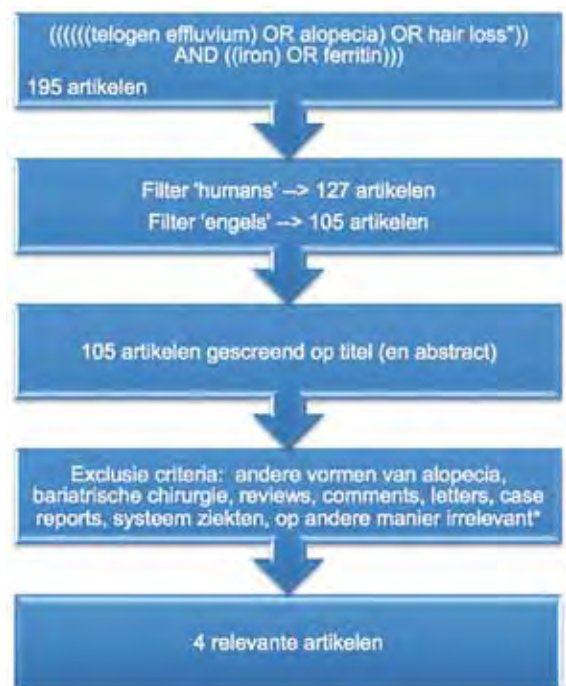 ((((((telogen effluvium) OR alopecia) OR hair loss*))
AND ((iron) OR ferritin)))
195 artikelen
Filter 'humans' --> 127 artikelen
Filter 'engels' --> 105 artikelen
105 artikelen gescreend op titel (en abstract)
Exclusie criteria: andere vormen van alopecia,
bariatrische chirurgie, reviews, comments, letters, case
reports, systeem ziekten, op andere manier irrelevant*
4 relevante artikelen